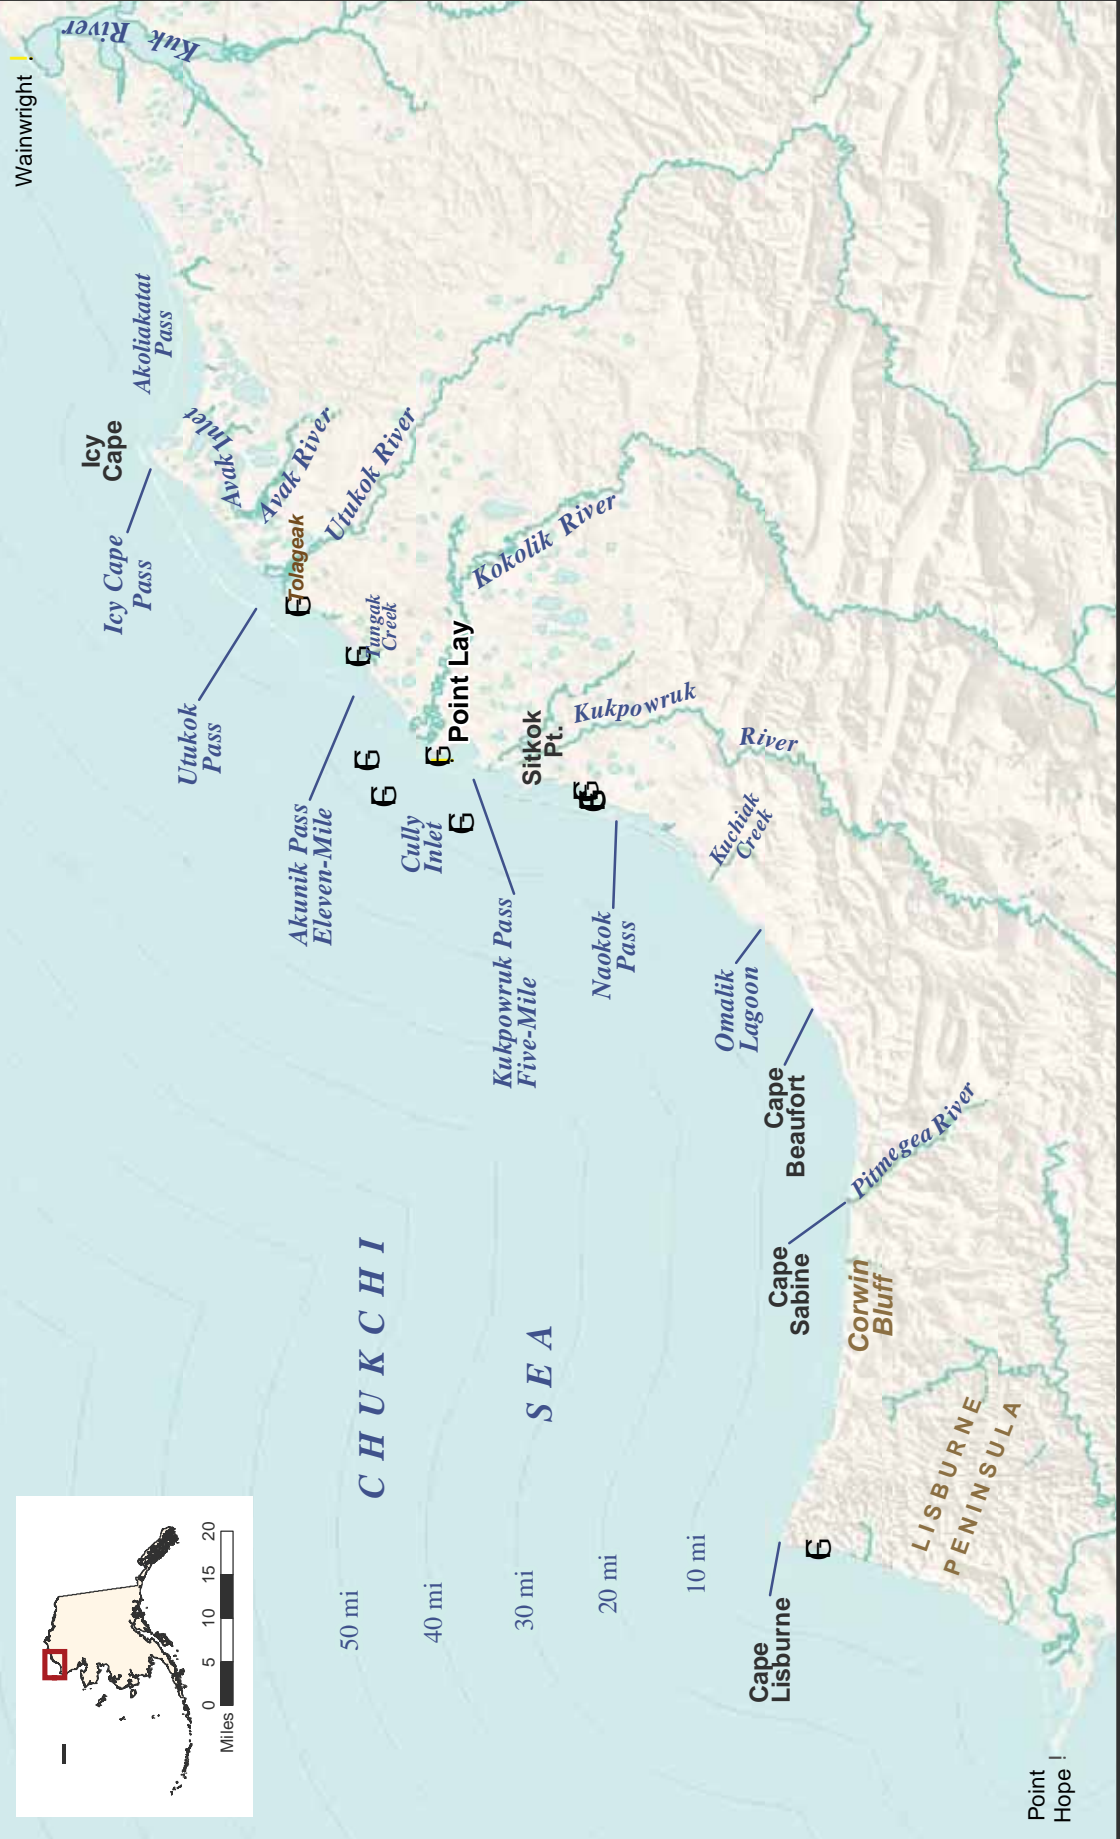 Wainwright
Kuk River
Akoliakatat
Pass
Icy
Cape
Avak Inlet
Avak River
Icy Cape
Pass
Utukok River
Tolageak
Utukok
Pass
Tungak
Creek
Kokolik River
Point Lay
Akunik Pass
Eleven-Mile
Cully
Inlet
Sitkok
Pt.
Kukpowruk
River
Kukpowruk Pass
Five-Mile
Naokok
Pass
Kuchiak
Creek
Omalik
Lagoon
Cape
Beaufort
Pitmegea River
Cape
Sabine
Corwin
Bluff
CHUKCHI
SEA
LISBURNE
PENINSULA
50 mi
40 mi
30 mi
20 mi
10 mi
Cape
Lisburne
Point
Hope
0 5 10 15 20
Miles
G
G
G
G
G
G
G
G
G